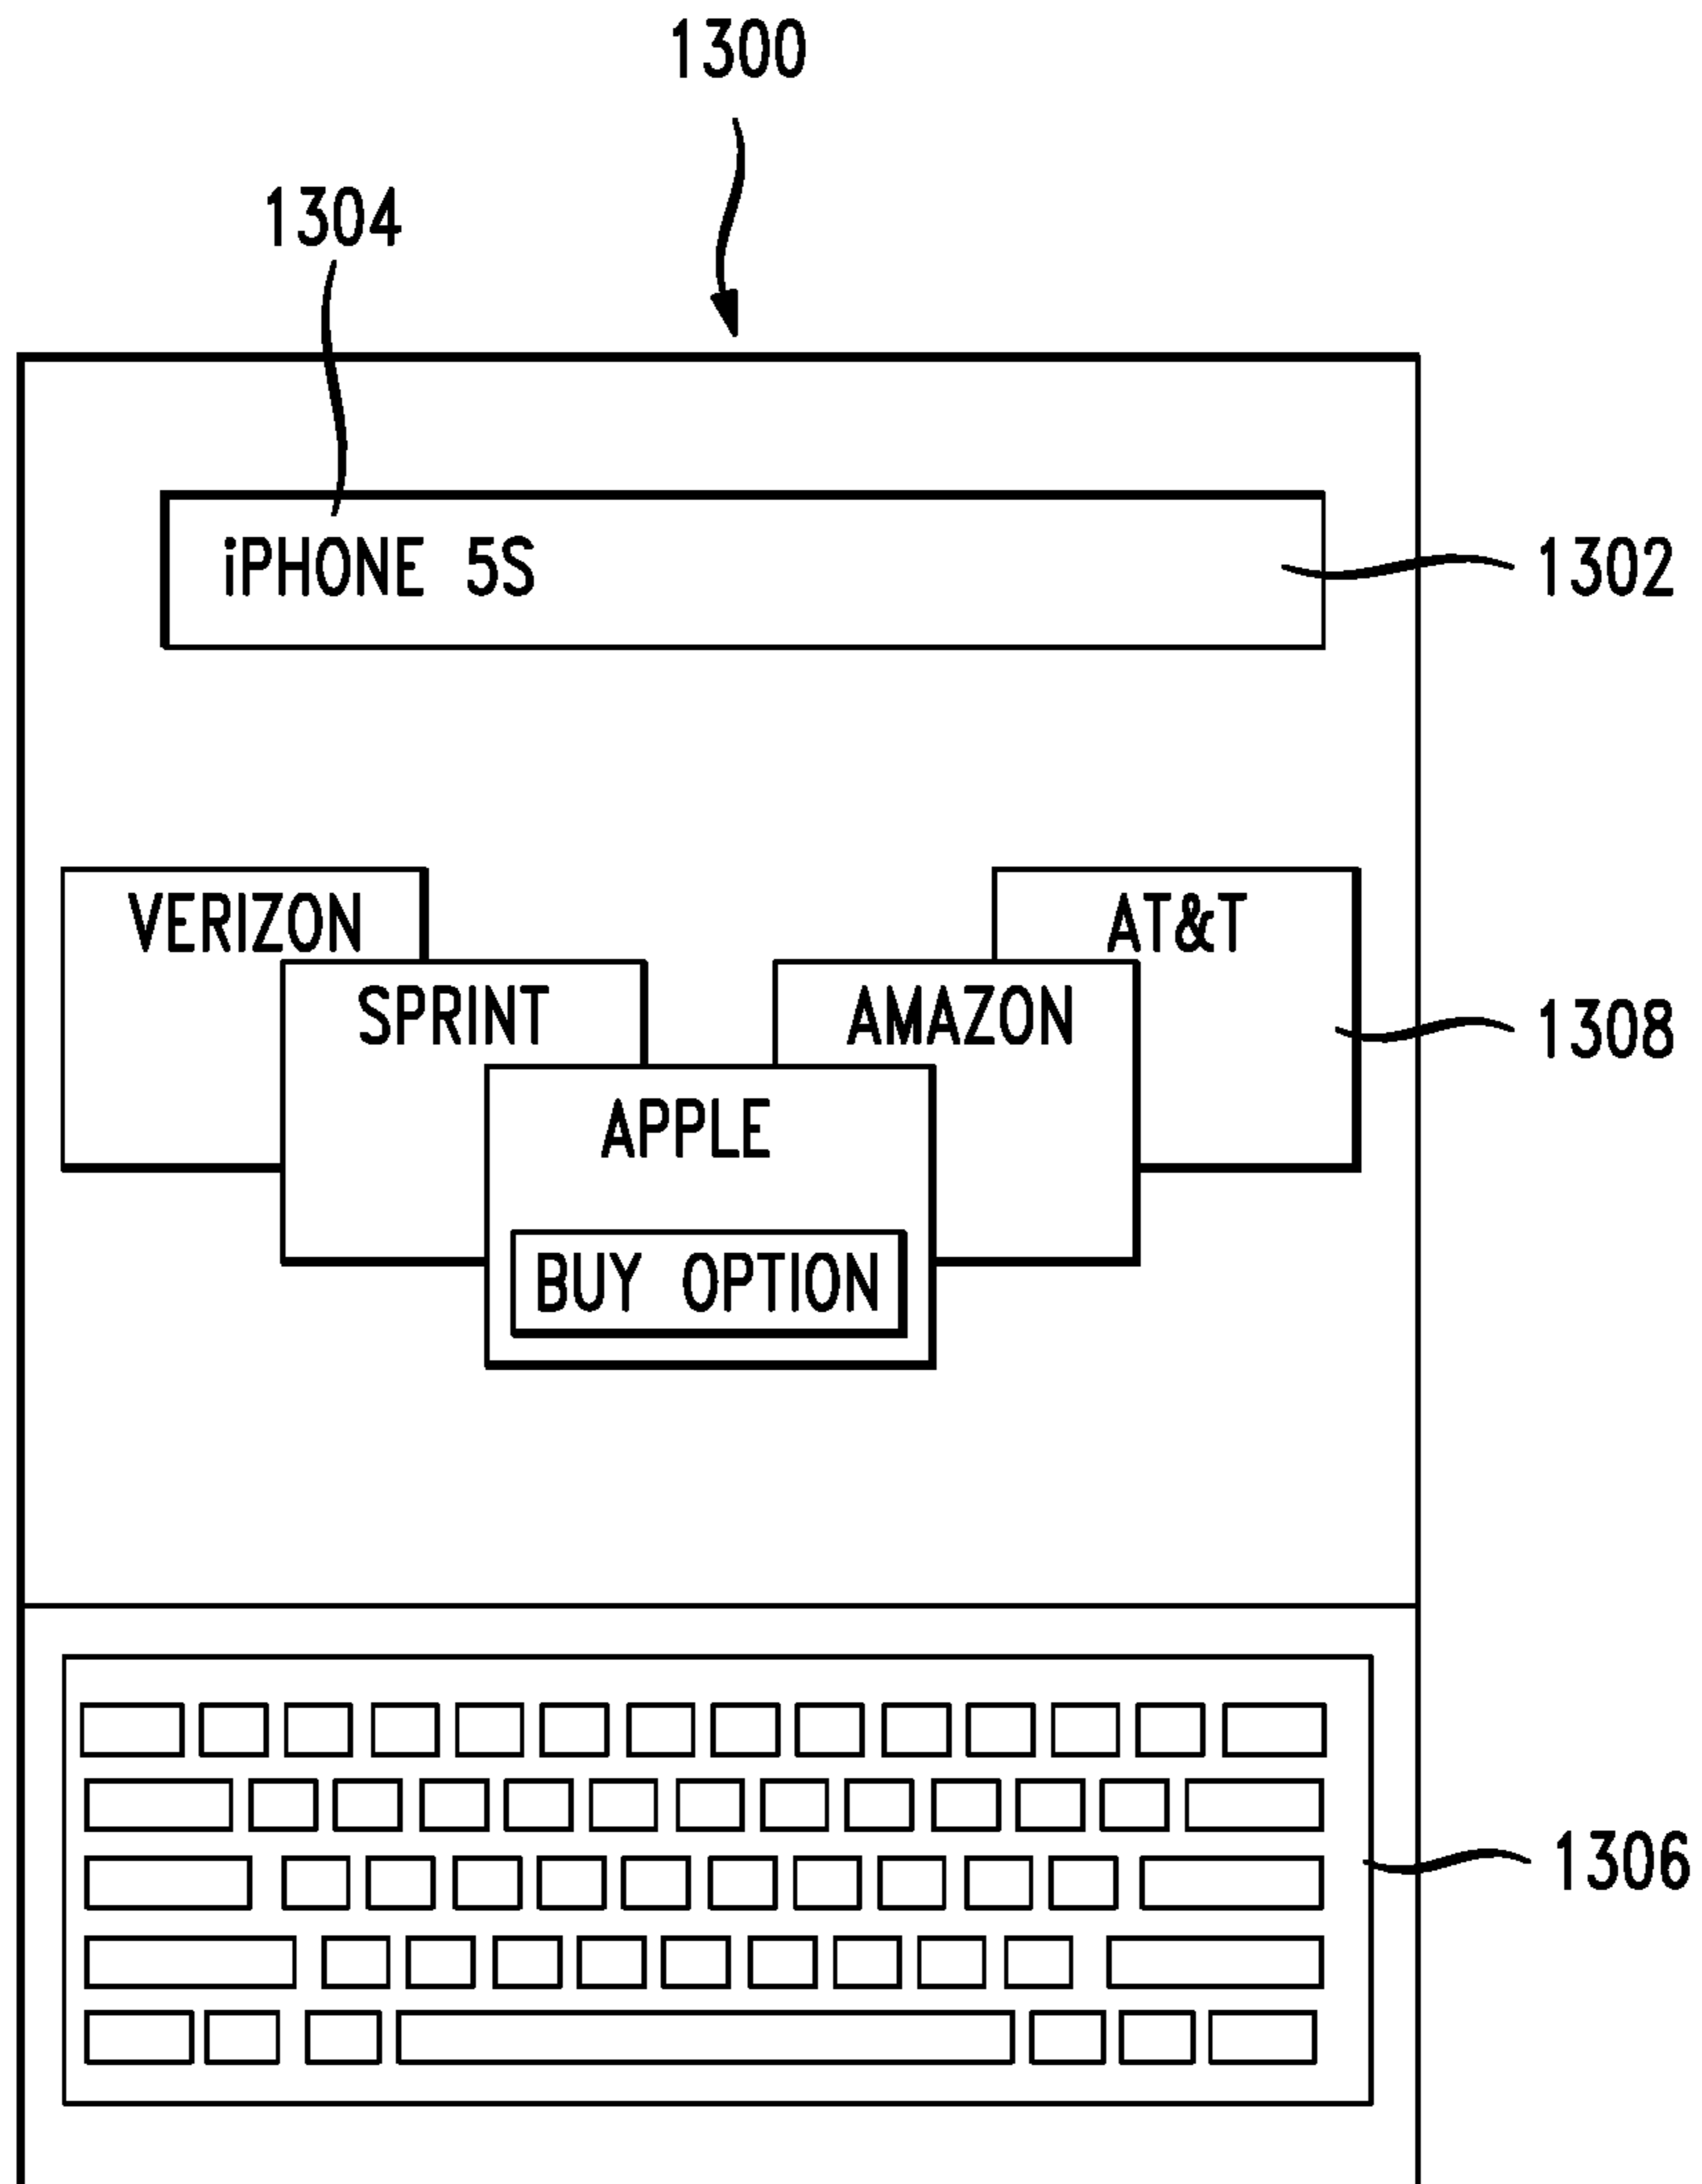 1300
1304
iPHONE 5S
1302
VERIZON
AT&T
SPRINT
AMAZON
1308
APPLE
BUY OPTION
1306